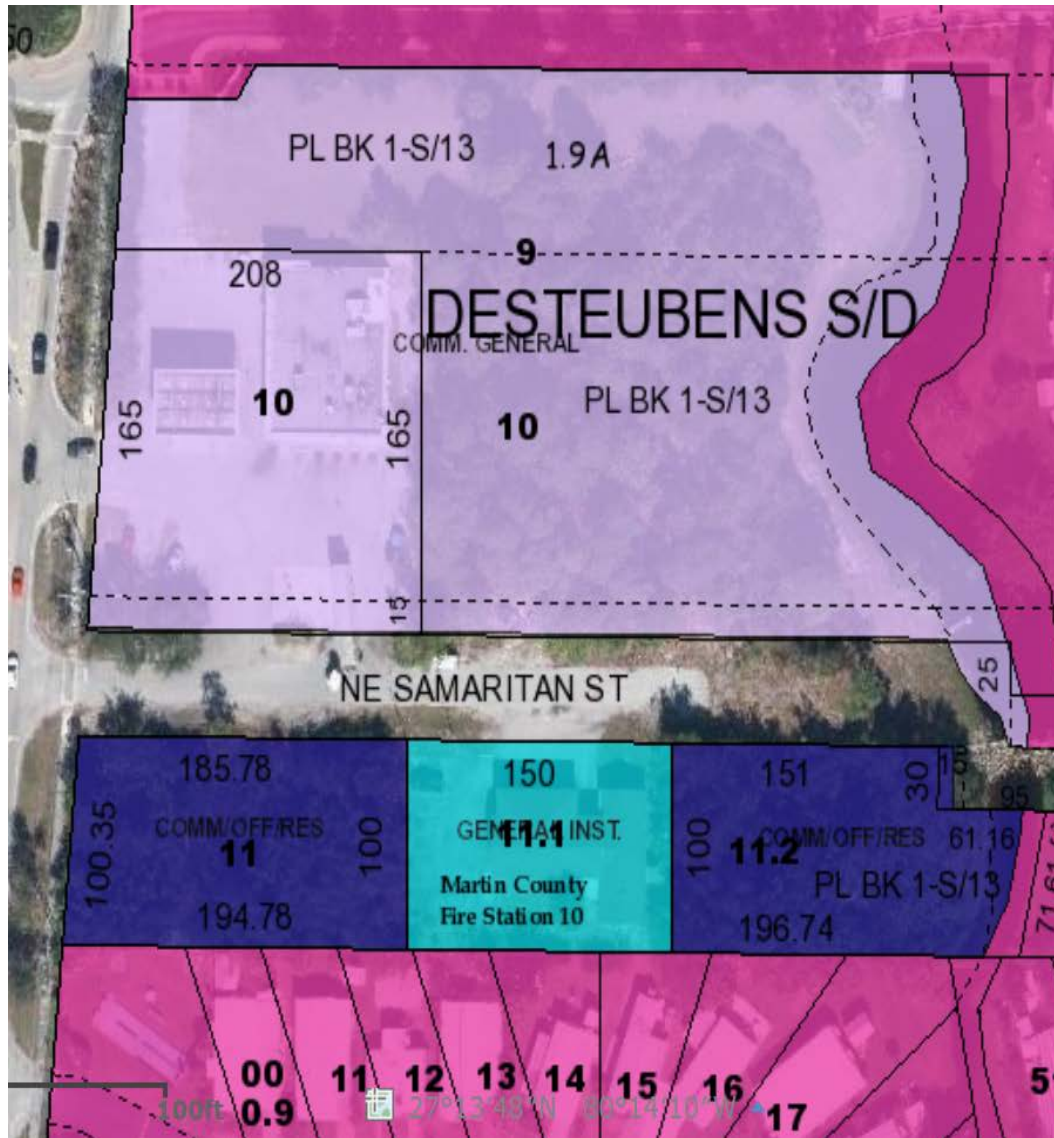 50
PL BK 1-S/13
1.9 A
9
208
DESTEUBENS S/D
COMM. GENERAL
10
165
165
10
PL BK 1-S/13
15
25
NE SAMARITAN ST
185.78
150
151
30
15
95
100.35
COMM/OFF/RES
11
100
GENERAL INST.
11.1
100
11.2
COMM/OFF/RES
61.16
Martin County
Fire Station 10
PL BK 1-S/13
194.78
196.74
00
0.9
11
12
13
14
15
16
17
100ft
27°13'48"N 80°14'10"W